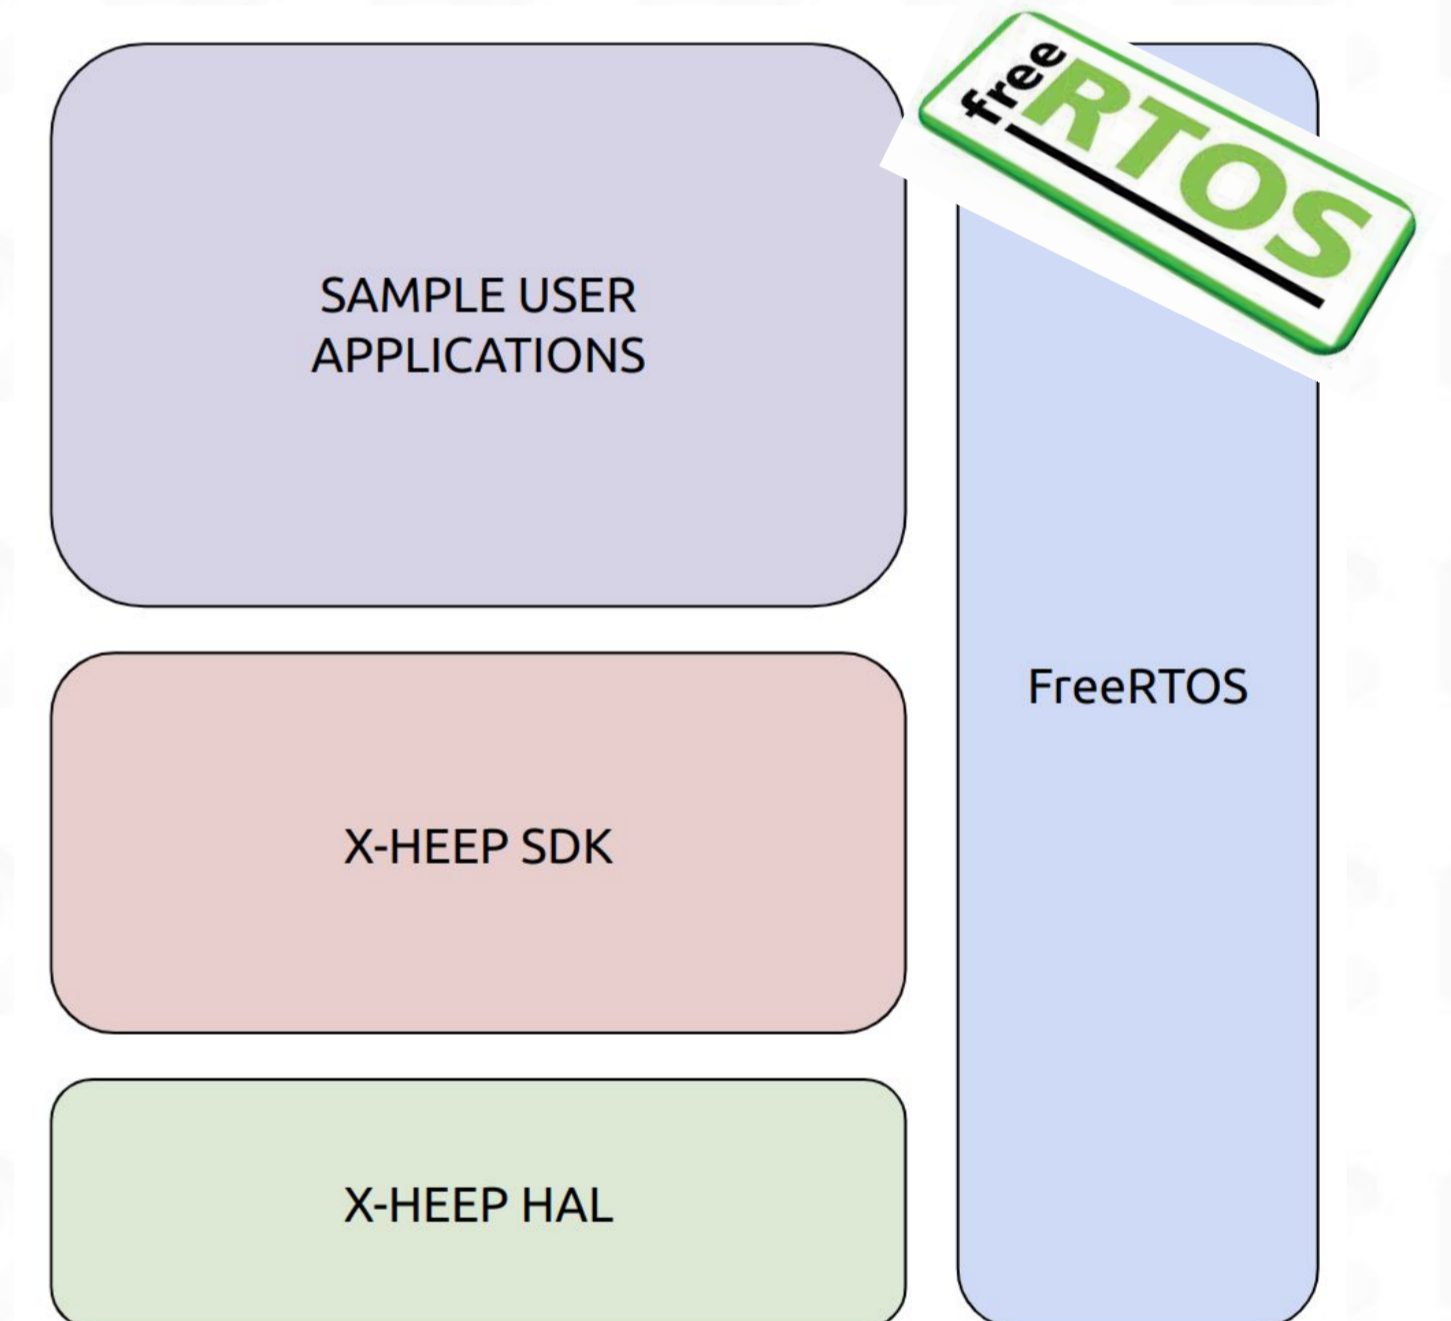 SAMPLE USER
APPLICATIONS
X-HEEP SDK
X-HEEP HAL
free
RTOS
FreeRTOS